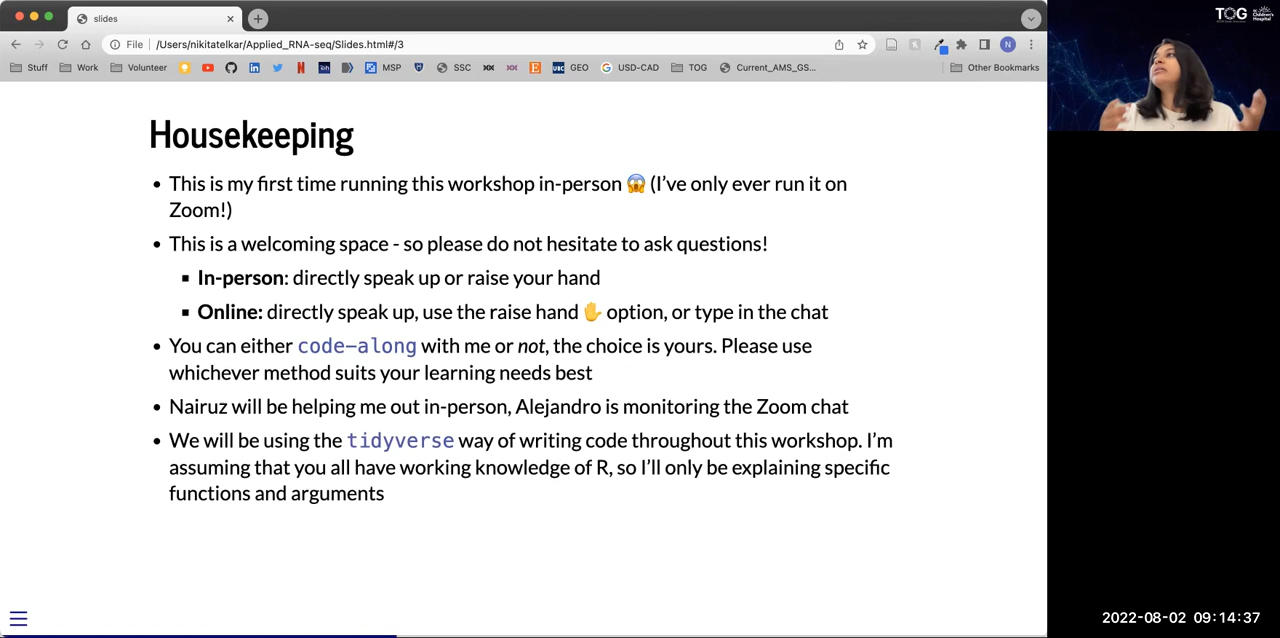 slides
File
/Users/nikitatelkar/Applied_RNA-seq/Slides.html#/3
N
Stuff
Work
Volunteer
MSP
SSC
GEO
USD-CAD
TOG
Current_AMS_GS...
Other Bookmarks
TOG
Children's
Hospital
Housekeeping
• This is my first time running this workshop in-person 😱 (I've only ever run it on
Zoom!)
• This is a welcoming space - so please do not hesitate to ask questions!
▪ In-person: directly speak up or raise your hand
▪ Online: directly speak up, use the raise hand ✋ option, or type in the chat
• You can either code-along with me or not, the choice is yours. Please use
whichever method suits your learning needs best
• Nairuz will be helping me out in-person, Alejandro is monitoring the Zoom chat
• We will be using the tidyverse way of writing code throughout this workshop. I'm
assuming that you all have working knowledge of R, so I'll only be explaining specific
functions and arguments
2022-08-02 09:14:37